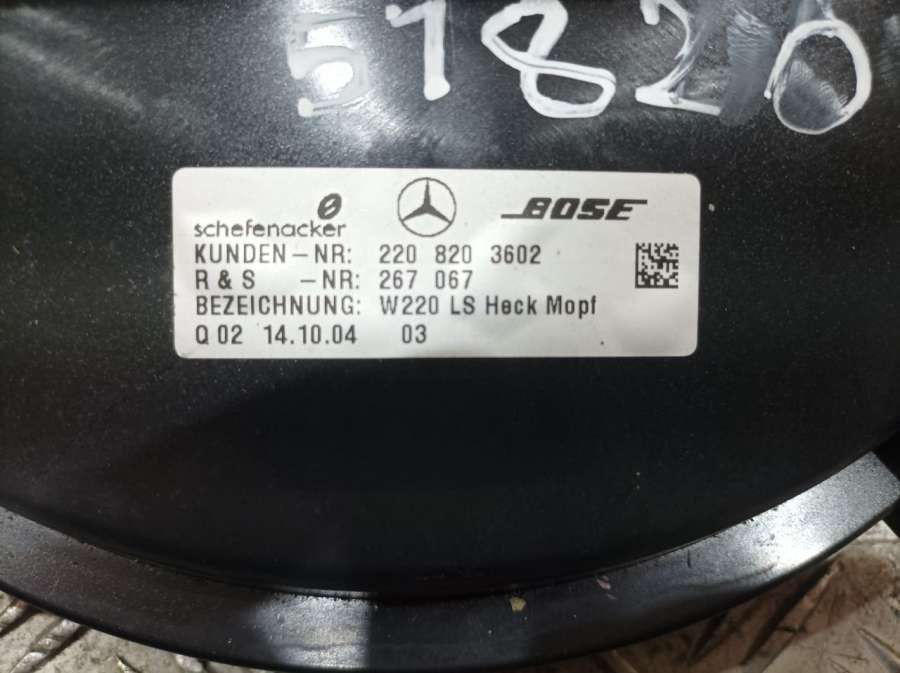 51820
schefenacker BOSE
KUNDEN-NR: 220 820 3602
R & S -NR: 267 067
BEZEICHNUNG: W220 LS Heck Mopf
Q 02 14.10.04 03